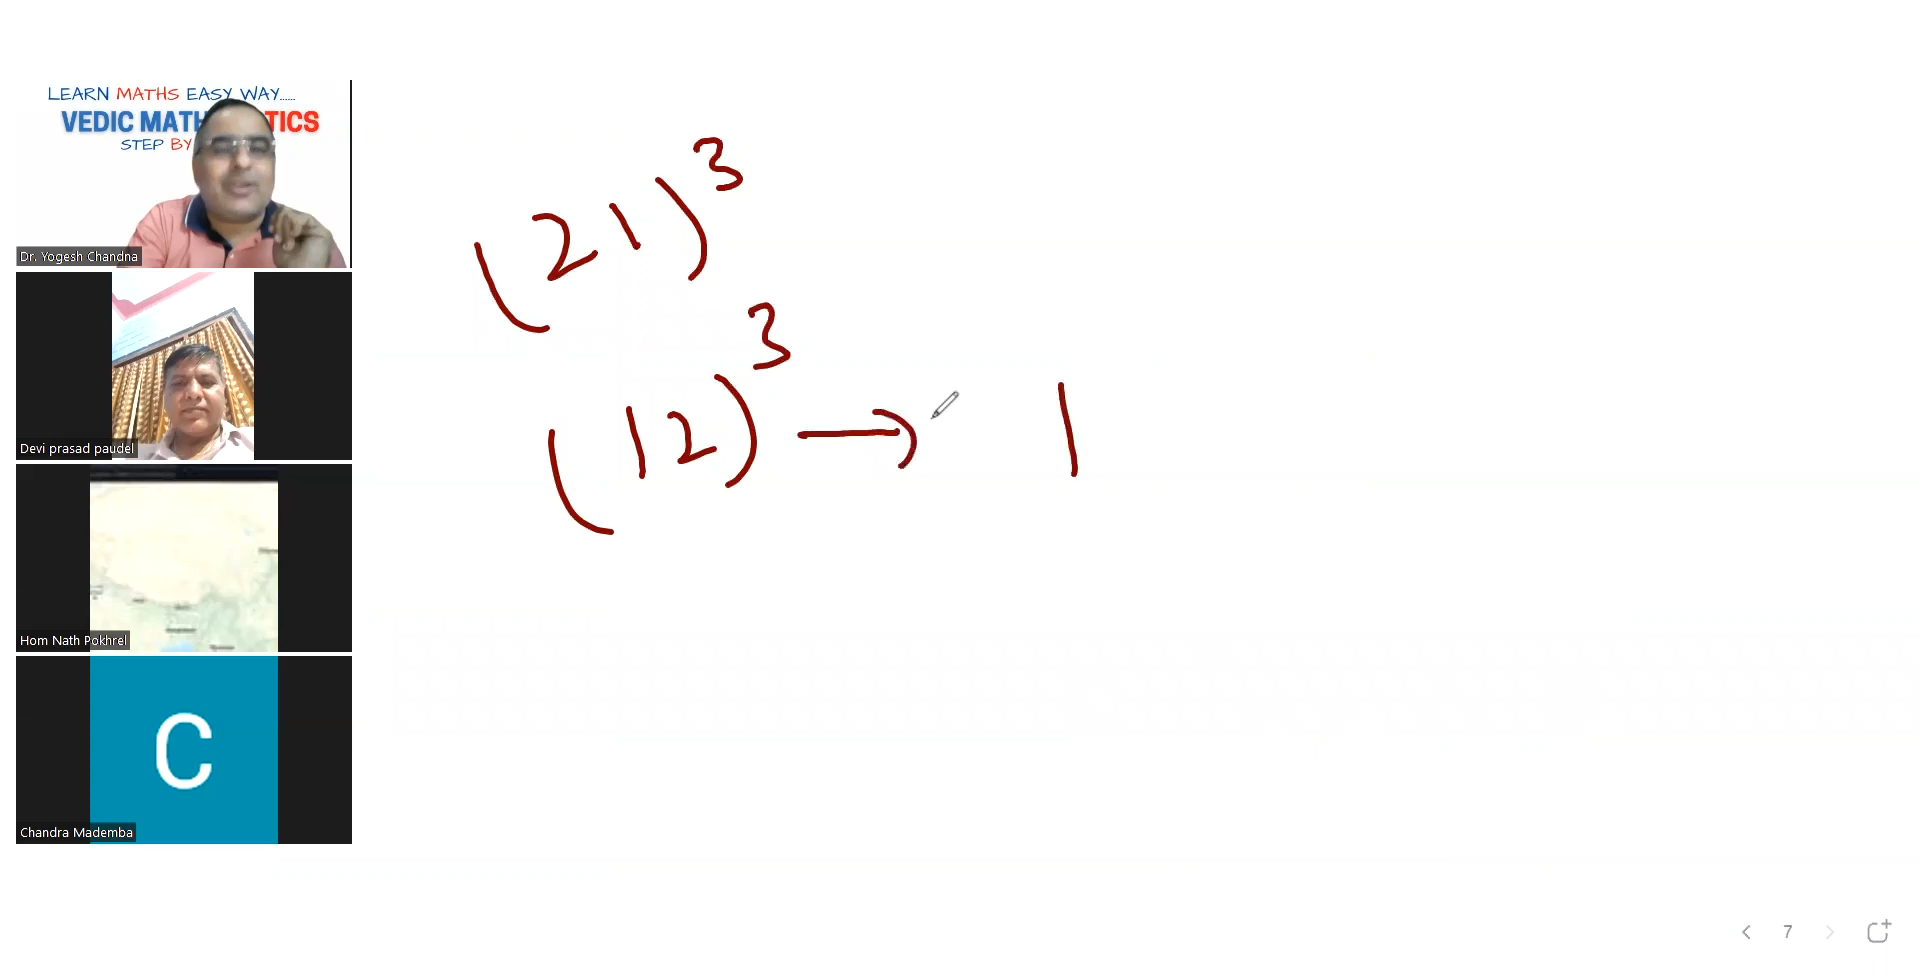 LEARN MATHS EASY WAY......
VEDIC MATH TICS
STEP BY
Dr. Yogesh Chandna
Devi prasad paudel
Hom Nath Pokhrel
C
Chandra Mademba
(21)³
(12)³ → 1
7